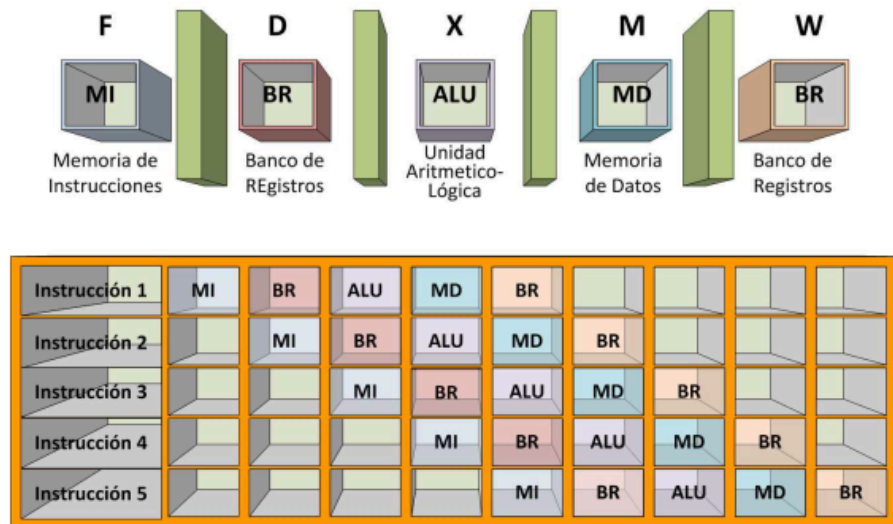 F D X M W
MI BR ALU MD BR
Memoria de Instrucciones
Banco de REgistros
Unidad Aritmetico-Lógica
Memoria de Datos
Banco de Registros
Instrucción 1 MI BR ALU MD BR
Instrucción 2 MI BR ALU MD BR
Instrucción 3 MI BR ALU MD BR
Instrucción 4 MI BR ALU MD BR
Instrucción 5 MI BR ALU MD BR